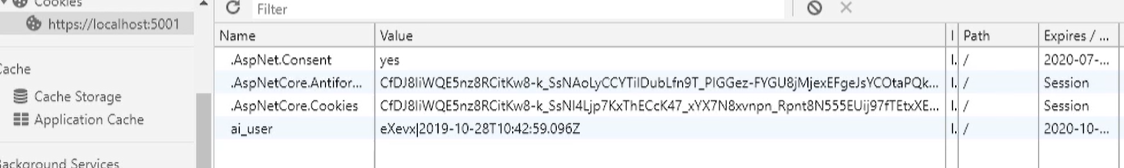 Cookies
Filter
https://localhost:5001
Name Value I Path Expires / ...
.AspNet.Consent yes l. / 2020-07-...
Cache
.AspNetCore.Antifor... CfDJ8IiWQE5nz8RCitKw8-k_SsNAoLyCCYTilDubLfn9T_PIGGez-FYGU8jMjexEFgeJsYCOtaPQk... l. / Session
Cache Storage
.AspNetCore.Cookies CfDJ8IiWQE5nz8RCitKw8-k_SsNI4Ljp7KxThECcK47_xYX7N8xvnpn_Rpnt8N555EUij97fTEtxXE... l. / Session
Application Cache
ai_user eXevx|2019-10-28T10:42:59.096Z l. / 2020-10-...
Background Services